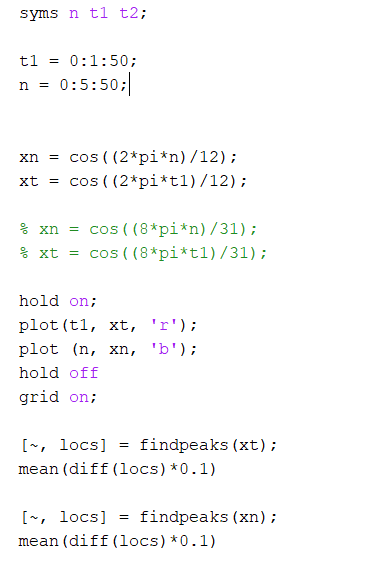 syms n t1 t2;
t1 = 0:1:50;
n = 0:5:50;
xn = cos((2*pi*n)/12);
xt = cos((2*pi*t1)/12);
% xn = cos((8*pi*n)/31);
% xt = cos((8*pi*t1)/31);
hold on;
plot(t1, xt, 'r');
plot (n, xn, 'b');
hold off
grid on;
[~, locs] = findpeaks(xt);
mean(diff(locs)*0.1)
[~, locs] = findpeaks(xn);
mean(diff(locs)*0.1)